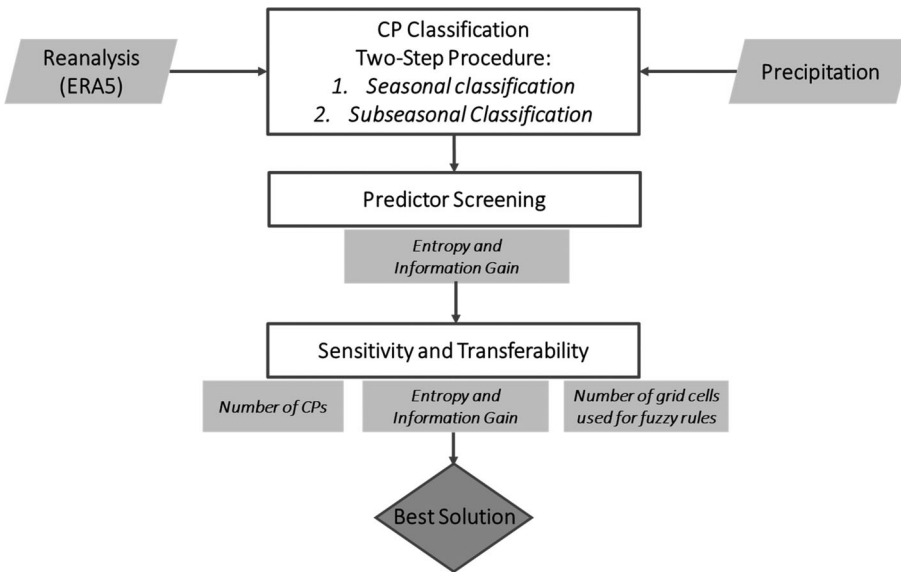 CP Classification
Two-Step Procedure:
1. Seasonal classification
2. Subseasonal Classification
Reanalysis
(ERA5)
Precipitation
Predictor Screening
Entropy and
Information Gain
Sensitivity and Transferability
Number of CPs
Entropy and
Information Gain
Number of grid cells
used for fuzzy rules
Best Solution